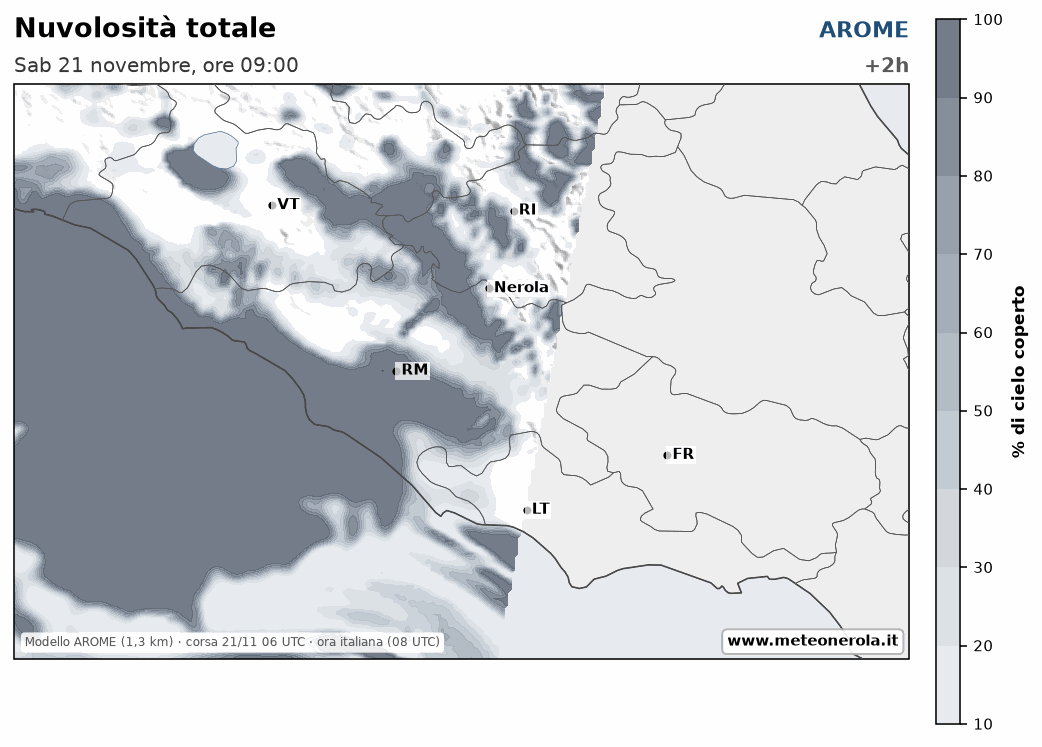 Nuvolosità totale
AROME
Sab 21 novembre, ore 09:00
+2h
100
90
80
70
60
50
40
30
20
10
% di cielo coperto
VT
RI
Nerola
RM
FR
LT
Modello AROME (1,3 km) · corsa 21/11 06 UTC · ora italiana (08 UTC)
www.meteonerola.it